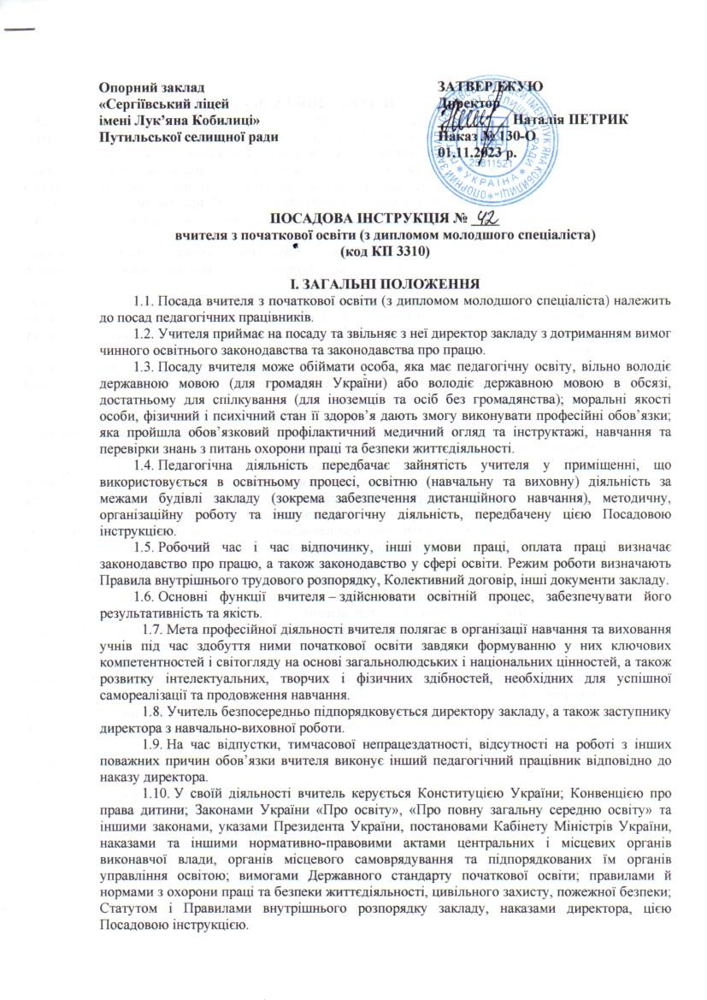 Опорний заклад
«Сергіївський ліцей
імені Лук’яна Кобилиці»
Путильської селищної ради
ЗАТВЕРДЖУЮ
Директор
Наталія ПЕТРИК
Наказ № 130-О
01.11.2023 р.
УКРАЇНА
25811521
ПОСАДОВА ІНСТРУКЦІЯ № 42
вчителя з початкової освіти (з дипломом молодшого спеціаліста)
(код КП 3310)
І. ЗАГАЛЬНІ ПОЛОЖЕННЯ
1.1. Посада вчителя з початкової освіти (з дипломом молодшого спеціаліста) належить
до посад педагогічних працівників.
1.2. Учителя приймає на посаду та звільняє з неї директор закладу з дотриманням вимог
чинного освітнього законодавства та законодавства про працю.
1.3. Посаду вчителя може обіймати особа, яка має педагогічну освіту, вільно володіє
державною мовою (для громадян України) або володіє державною мовою в обсязі,
достатньому для спілкування (для іноземців та осіб без громадянства); моральні якості
особи, фізичний і психічний стан її здоров’я дають змогу виконувати професійні обов’язки;
яка пройшла обов’язковий профілактичний медичний огляд та інструктажі, навчання та
перевірки знань з питань охорони праці та безпеки життєдіяльності.
1.4. Педагогічна діяльність передбачає зайнятість учителя у приміщенні, що
використовується в освітньому процесі, освітню (навчальну та виховну) діяльність за
межами будівлі закладу (зокрема забезпечення дистанційного навчання), методичну,
організаційну роботу та іншу педагогічну діяльність, передбачену цією Посадовою
інструкцією.
1.5. Робочий час і час відпочинку, інші умови праці, оплата праці визначає
законодавство про працю, а також законодавство у сфері освіти. Режим роботи визначають
Правила внутрішнього трудового розпорядку, Колективний договір, інші документи закладу.
1.6. Основні функції вчителя – здійснювати освітній процес, забезпечувати його
результативність та якість.
1.7. Мета професійної діяльності вчителя полягає в організації навчання та виховання
учнів під час здобуття ними початкової освіти завдяки формуванню у них ключових
компетентностей і світогляду на основі загальнолюдських і національних цінностей, а також
розвитку інтелектуальних, творчих і фізичних здібностей, необхідних для успішної
самореалізації та продовження навчання.
1.8. Учитель безпосередньо підпорядковується директору закладу, а також заступнику
директора з навчально-виховної роботи.
1.9. На час відпустки, тимчасової непрацездатності, відсутності на роботі з інших
поважних причин обов’язки вчителя виконує інший педагогічний працівник відповідно до
наказу директора.
1.10. У своїй діяльності вчитель керується Конституцією України; Конвенцією про
права дитини; Законами України «Про освіту», «Про повну загальну середню освіту» та
іншими законами, указами Президента України, постановами Кабінету Міністрів України,
наказами та іншими нормативно-правовими актами центральних і місцевих органів
виконавчої влади, органів місцевого самоврядування та підпорядкованих їм органів
управління освітою; вимогами Державного стандарту початкової освіти; правилами й
нормами з охорони праці та безпеки життєдіяльності, цивільного захисту, пожежної безпеки;
Статутом і Правилами внутрішнього розпорядку закладу, наказами директора, цією
Посадовою інструкцією.